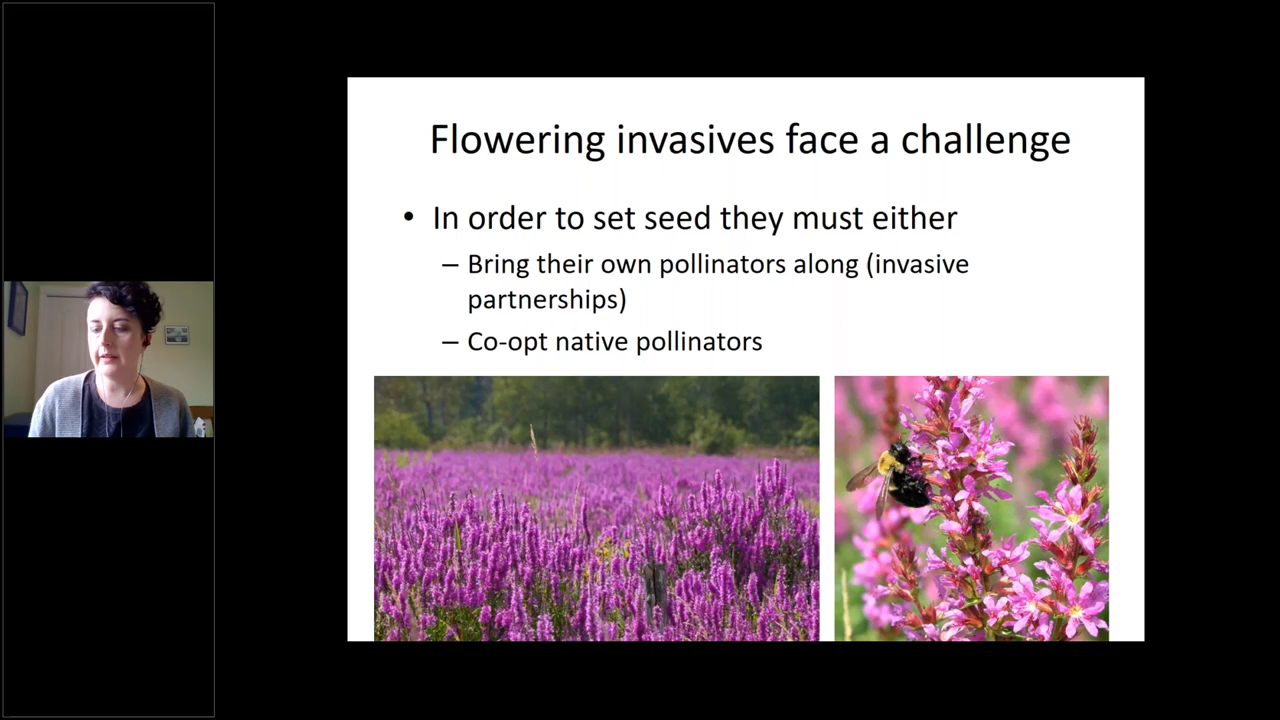 Flowering invasives face a challenge
• In order to set seed they must either
– Bring their own pollinators along (invasive
partnerships)
– Co-opt native pollinators